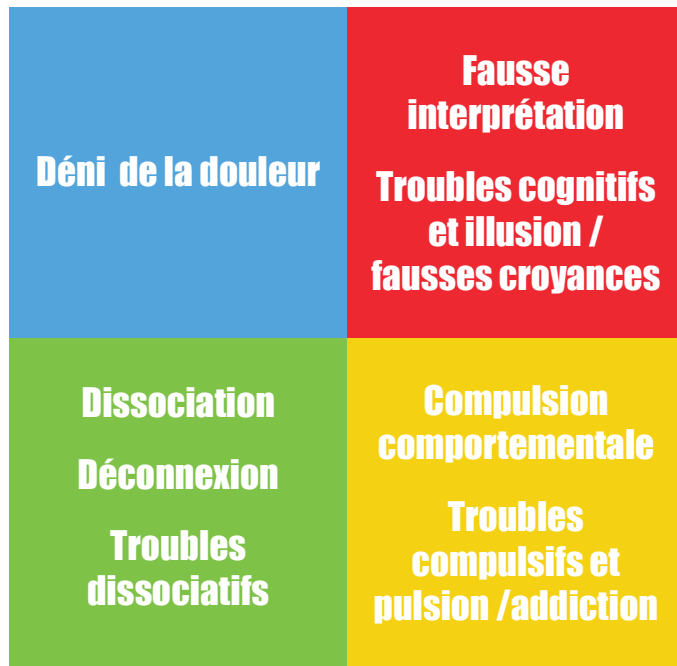 Déni de la douleur
Fausse
interprétation
Troubles cognitifs
et illusion /
fausses croyances
Dissociation
Déconnexion
Troubles
dissociatifs
Compulsion
comportementale
Troubles
compulsifs et
pulsion /addiction